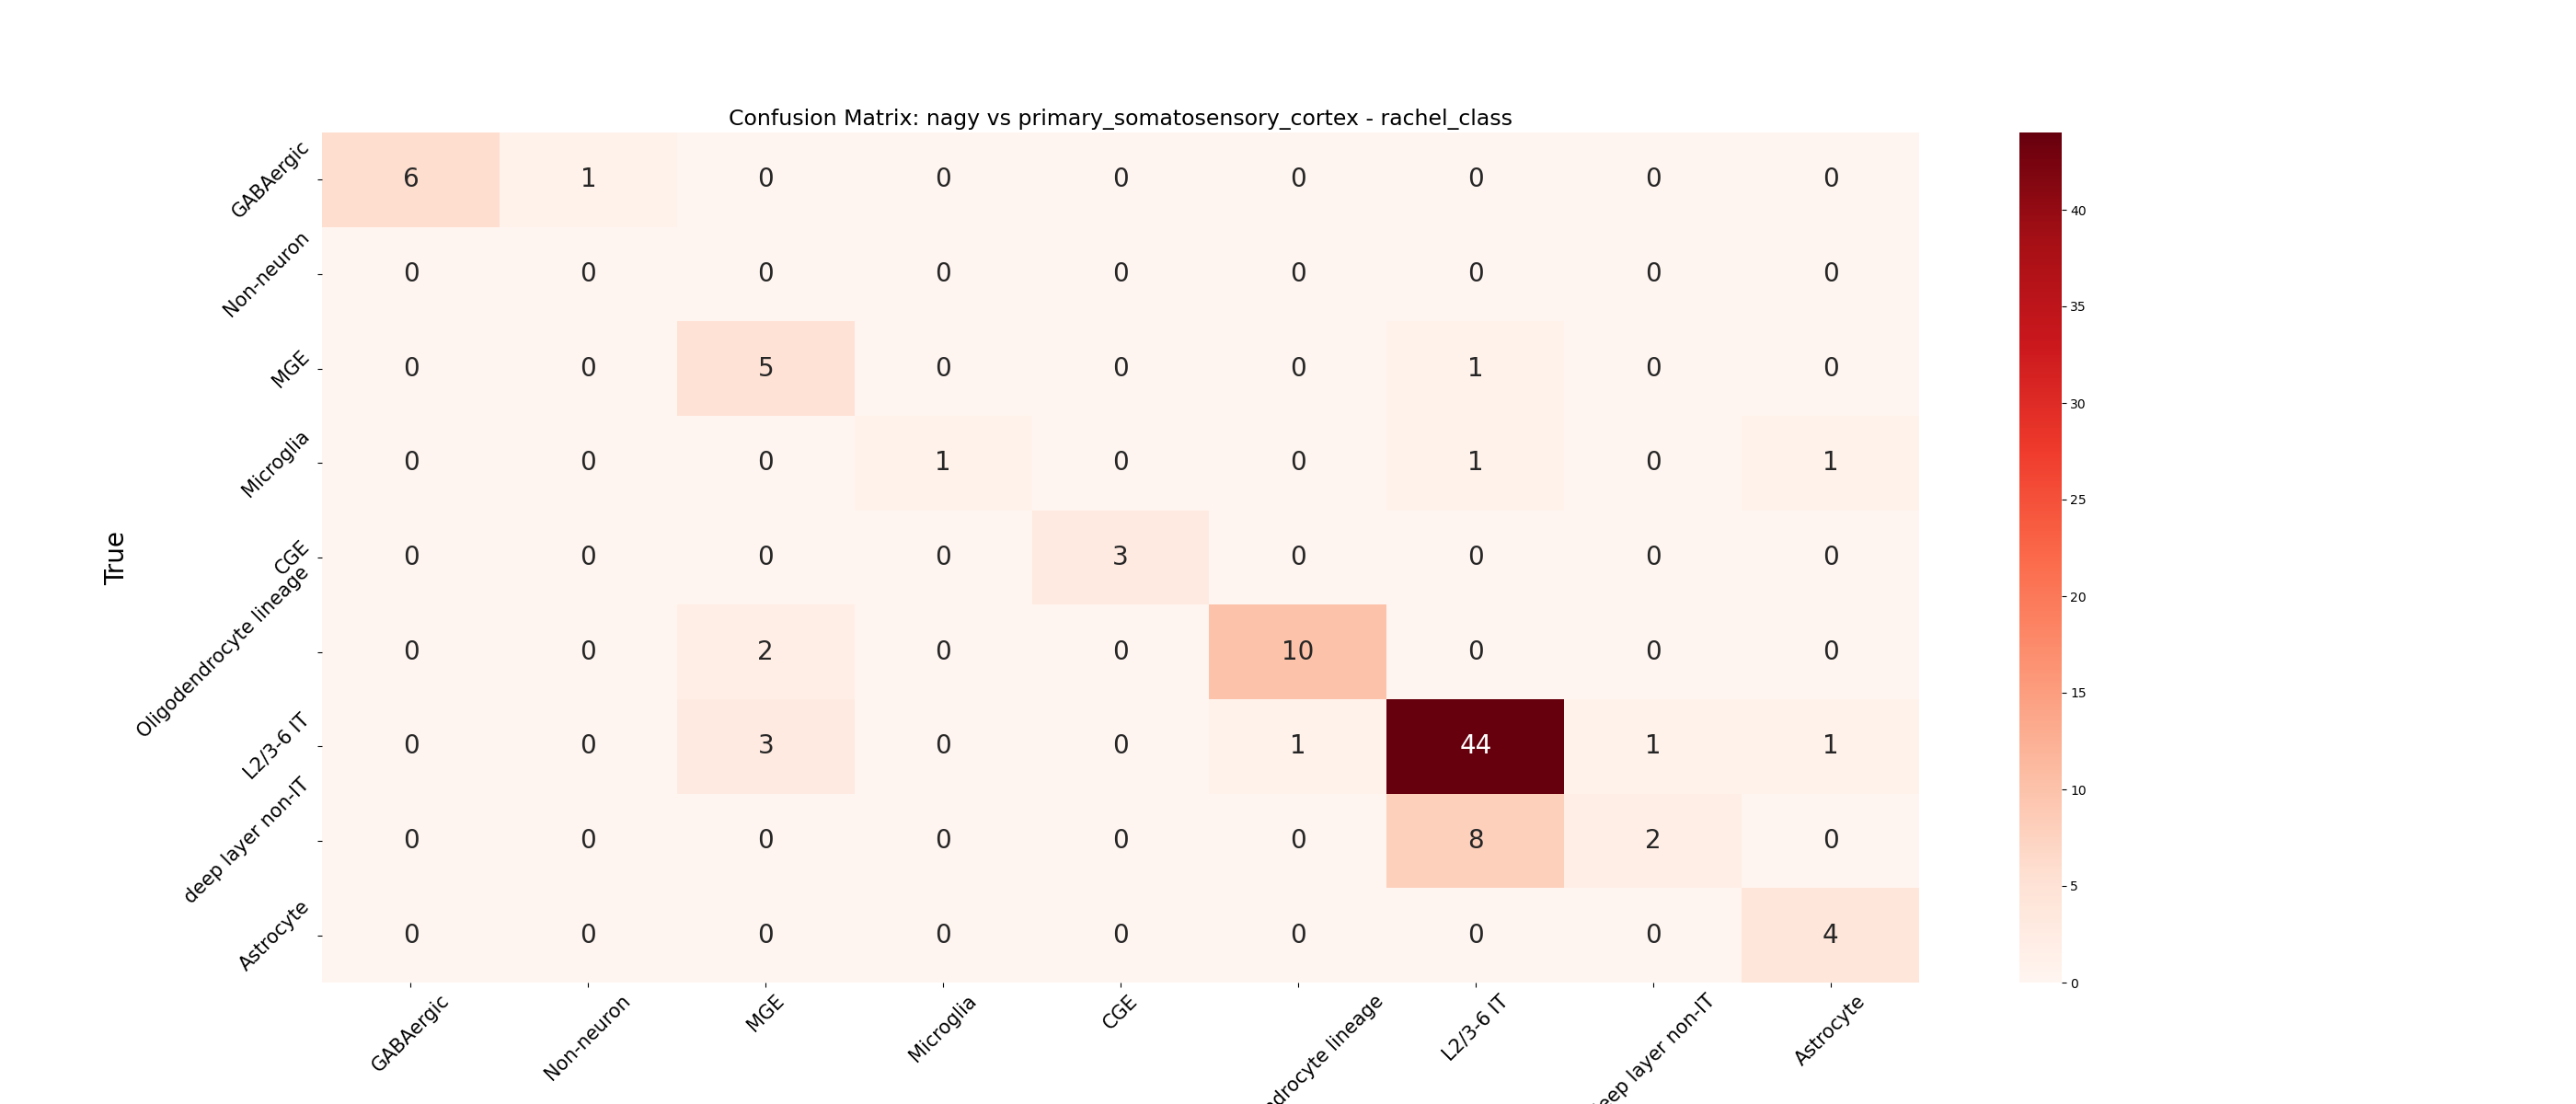 Confusion Matrix: nagy vs primary_somatosensory_cortex - rachel_class
True
GABAergic 6 1 0 0 0 0 0 0 0
Non-neuron 0 0 0 0 0 0 0 0 0
MGE 0 0 5 0 0 0 1 0 0
Microglia 0 0 0 1 0 0 1 0 1
CGE 0 0 0 0 3 0 0 0 0
Oligodendrocyte lineage 0 0 2 0 0 10 0 0 0
L2/3-6 IT 0 0 3 0 0 1 44 1 1
deep layer non-IT 0 0 0 0 0 0 8 2 0
Astrocyte 0 0 0 0 0 0 0 0 4
GABAergic Non-neuron MGE Microglia CGE lineage L2/3-6 IT layer non-IT Astrocyte
40
35
30
25
20
15
10
5
0